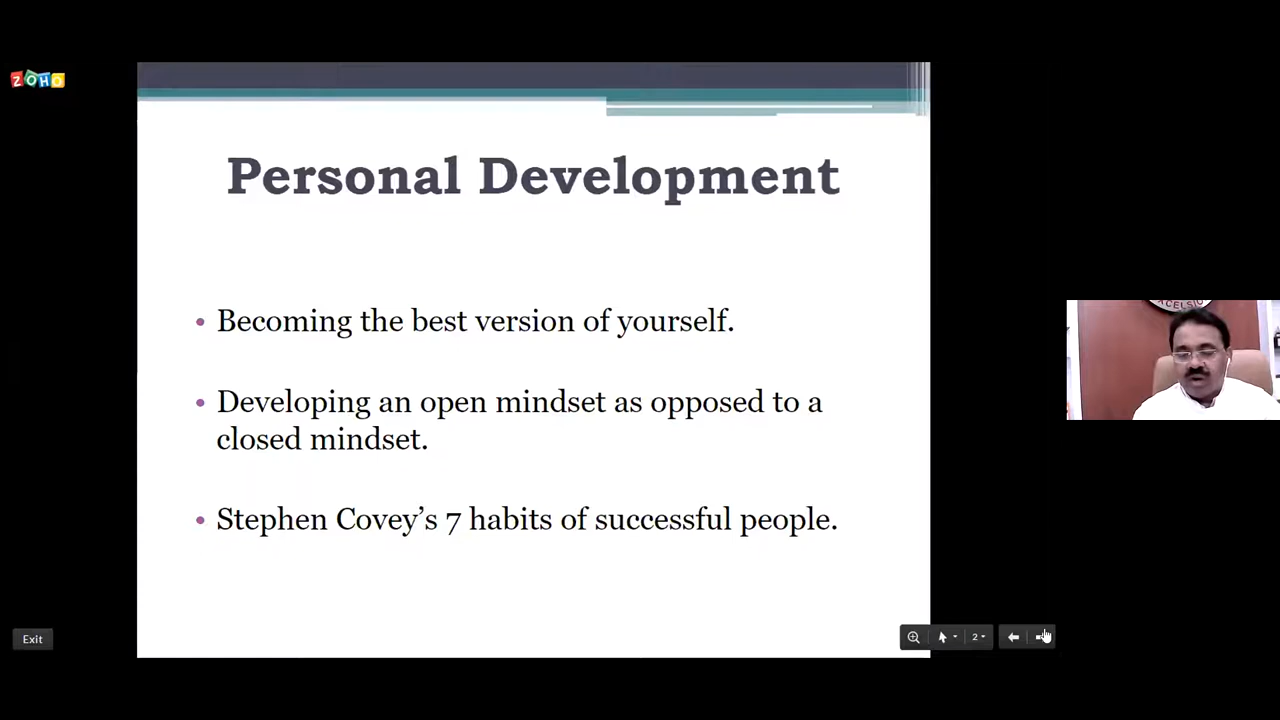 ZOHO
Personal Development
• Becoming the best version of yourself.
• Developing an open mindset as opposed to a
closed mindset.
• Stephen Covey’s 7 habits of successful people.
Exit
2